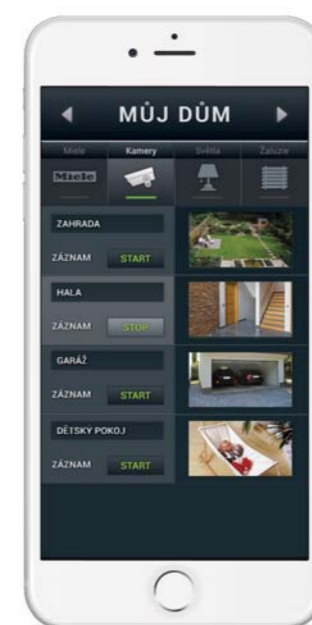 MŮJ DŮM
Miele Kamery Světla Žaluzie
Miele
ZAHRADA
ZÁZNAM START
HALA
ZÁZNAM STOP
GARÁŽ
ZÁZNAM START
DĚTSKÝ POKOJ
ZÁZNAM START